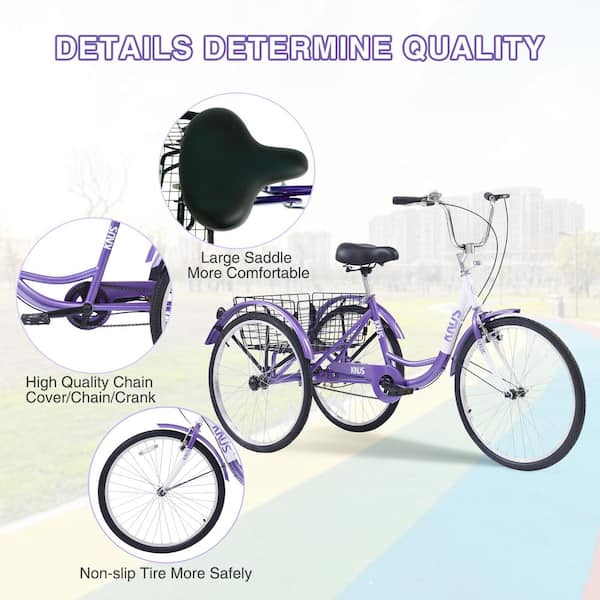 DETAILS DETERMINE QUALITY
Large Saddle
More Comfortable
KNUS
High Quality Chain
Cover/Chain/Crank
KNUS
KNUS
KNUS
Non-slip Tire More Safely